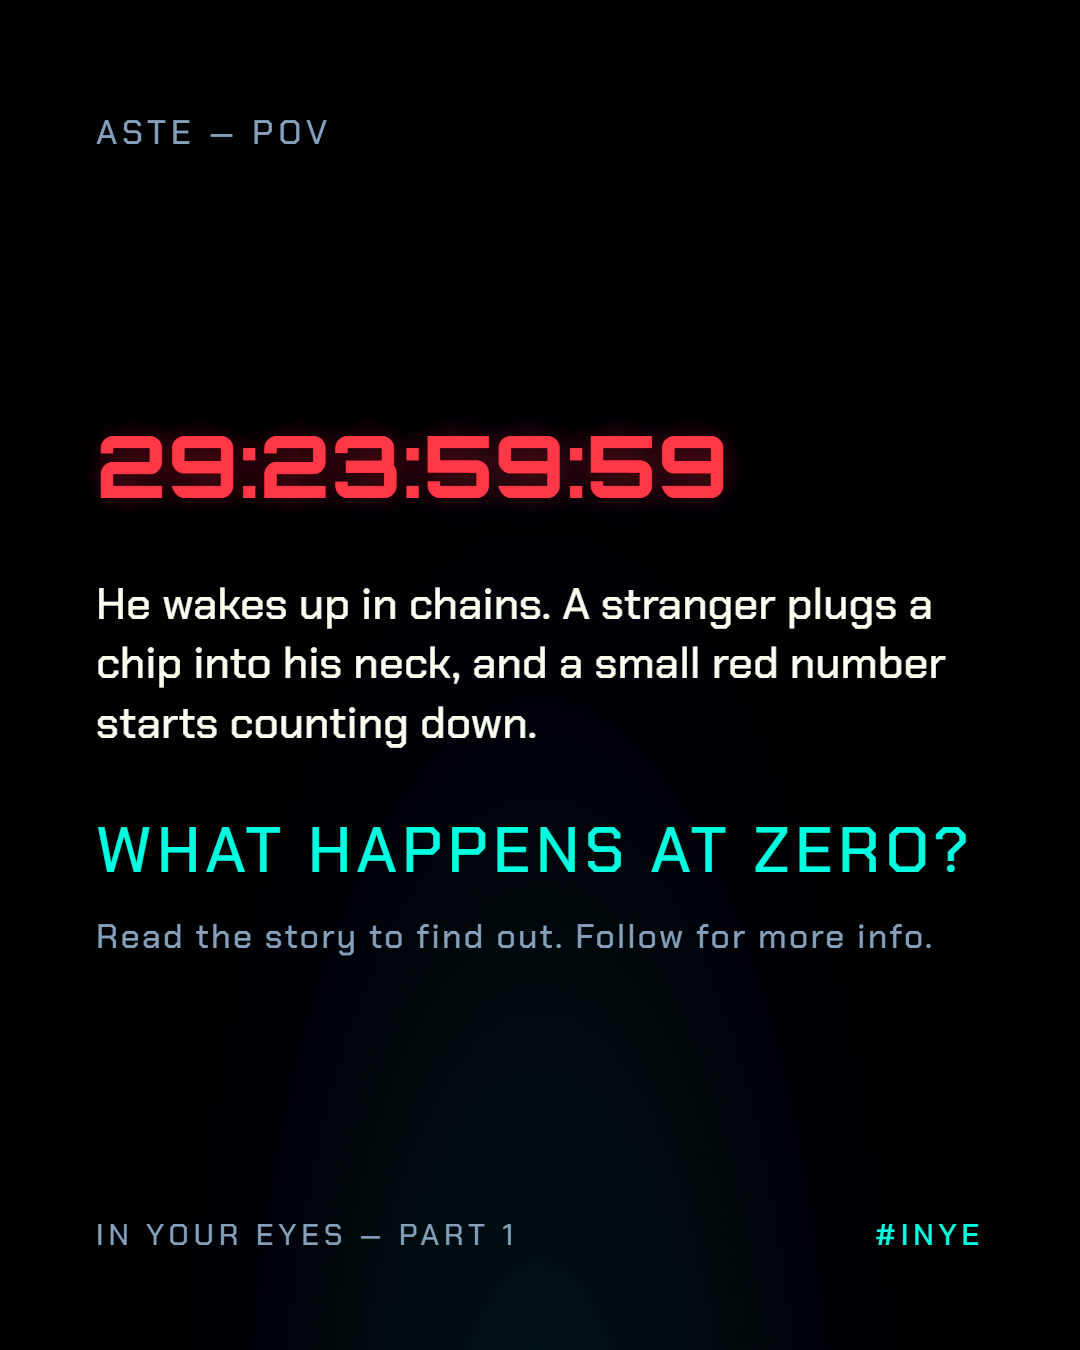 ASTE — POV
29:23:59:59
He wakes up in chains. A stranger plugs a
chip into his neck, and a small red number
starts counting down.
WHAT HAPPENS AT ZERO?
Read the story to find out. Follow for more info.
IN YOUR EYES — PART 1
#INYE